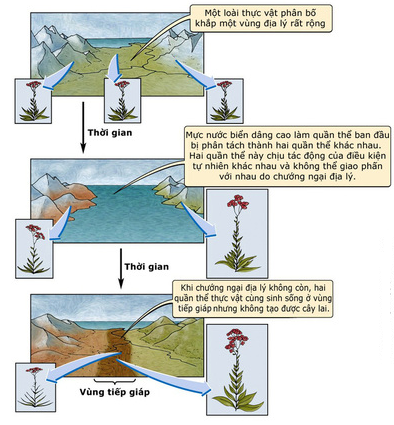 Một loài thực vật phân bố
khắp một vùng địa lý rất rộng
Thời gian
Mực nước biển dâng cao làm quần thể ban đầu
bị phân tách thành hai quần thể khác nhau.
Hai quần thể này chịu tác động của điều kiện
tự nhiên khác nhau và không thể giao phấn
với nhau do chướng ngại địa lý.
Thời gian
Khi chướng ngại địa lý không còn, hai
quần thể thực vật cùng sinh sống ở vùng
tiếp giáp nhưng không tạo được cây lai.
Vùng tiếp giáp